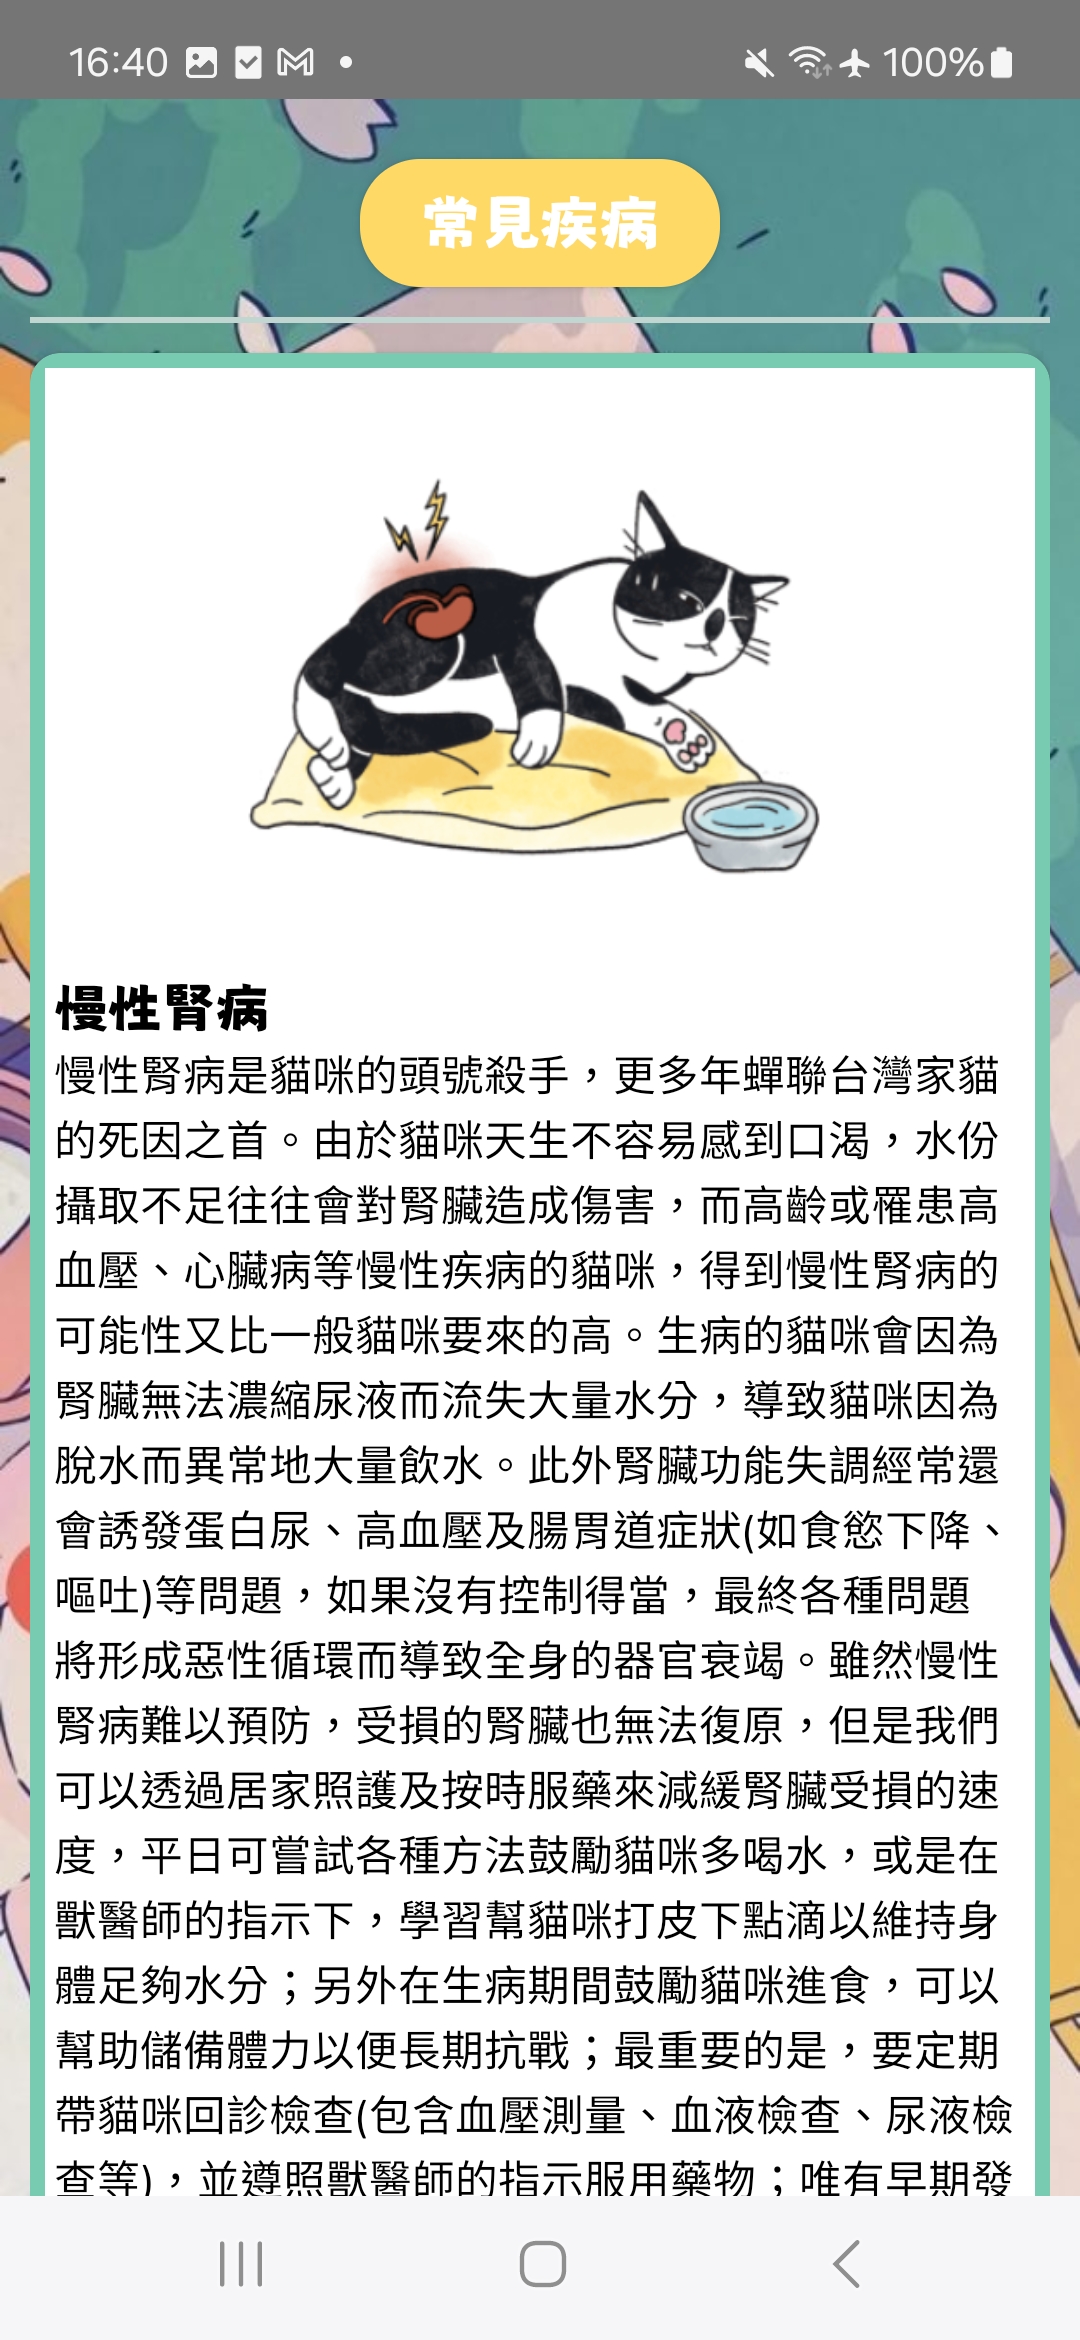 16:40
100%
常見疾病
慢性腎病
慢性腎病是貓咪的頭號殺手，更多年蟬聯台灣家貓
的死因之首。由於貓咪天生不容易感到口渴，水份
攝取不足往往會對腎臟造成傷害，而高齡或罹患高
血壓、心臟病等慢性疾病的貓咪，得到慢性腎病的
可能性又比一般貓咪要來的高。生病的貓咪會因為
腎臟無法濃縮尿液而流失大量水分，導致貓咪因為
脫水而異常地大量飲水。此外腎臟功能失調經常還
會誘發蛋白尿、高血壓及腸胃道症狀(如食慾下降、
嘔吐)等問題，如果沒有控制得當，最終各種問題
將形成惡性循環而導致全身的器官衰竭。雖然慢性
腎病難以預防，受損的腎臟也無法復原，但是我們
可以透過居家照護及按時服藥來減緩腎臟受損的速
度，平日可嘗試各種方法鼓勵貓咪多喝水，或是在
獸醫師的指示下，學習幫貓咪打皮下點滴以維持身
體足夠水分；另外在生病期間鼓勵貓咪進食，可以
幫助儲備體力以便長期抗戰；最重要的是，要定期
帶貓咪回診檢查(包含血壓測量、血液檢查、尿液檢
查等)，並遵照獸醫師的指示服用藥物；唯有早期發